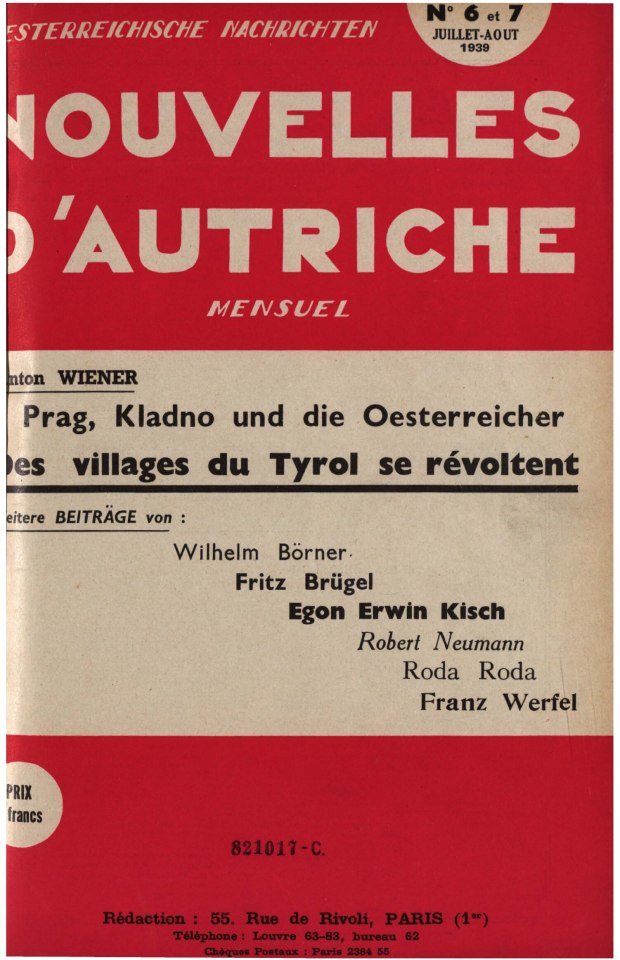 ESTERREICHISCHE NACHRICHTEN
N° 6 et 7
JUILLET-AOUT
1939
NOUVELLES
D'AUTRICHE
MENSUEL
nton WIENER
Prag, Kladno und die Oesterreicher
Des villages du Tyrol se révoltent
eitere BEITRÄGE von :
Wilhelm Börner
Fritz Brügel
Egon Erwin Kisch
Robert Neumann
Roda Roda
Franz Werfel
PRIX
francs
821017-C.
Rédaction : 55. Rue de Rivoli, PARIS (1er)
Téléphone : Louvre 63-83, bureau 62
Chèques Postaux : Paris 2384 55